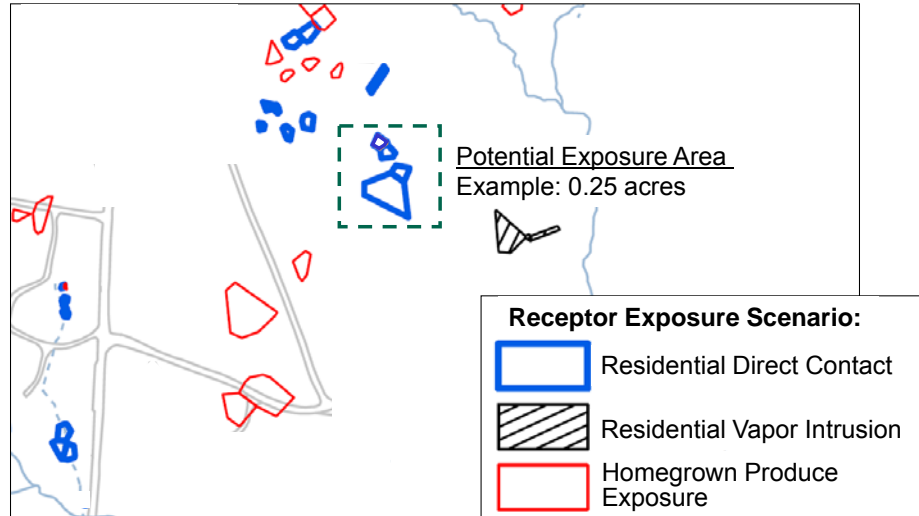 Potential Exposure Area
Example: 0.25 acres
Receptor Exposure Scenario:
Residential Direct Contact
Residential Vapor Intrusion
Homegrown Produce
Exposure